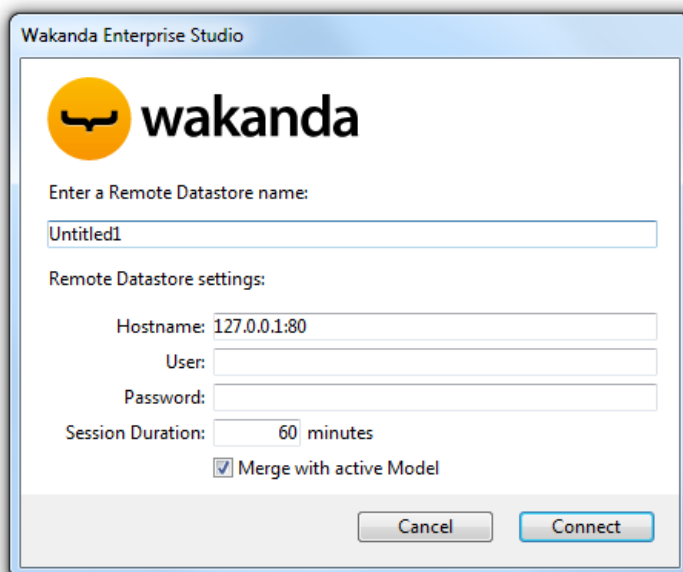 Wakanda Enterprise Studio
wakanda
Enter a Remote Datastore name:
Untitled1
Remote Datastore settings:
Hostname: 127.0.0.1:80
User:
Password:
Session Duration: 60 minutes
Merge with active Model
Cancel Connect